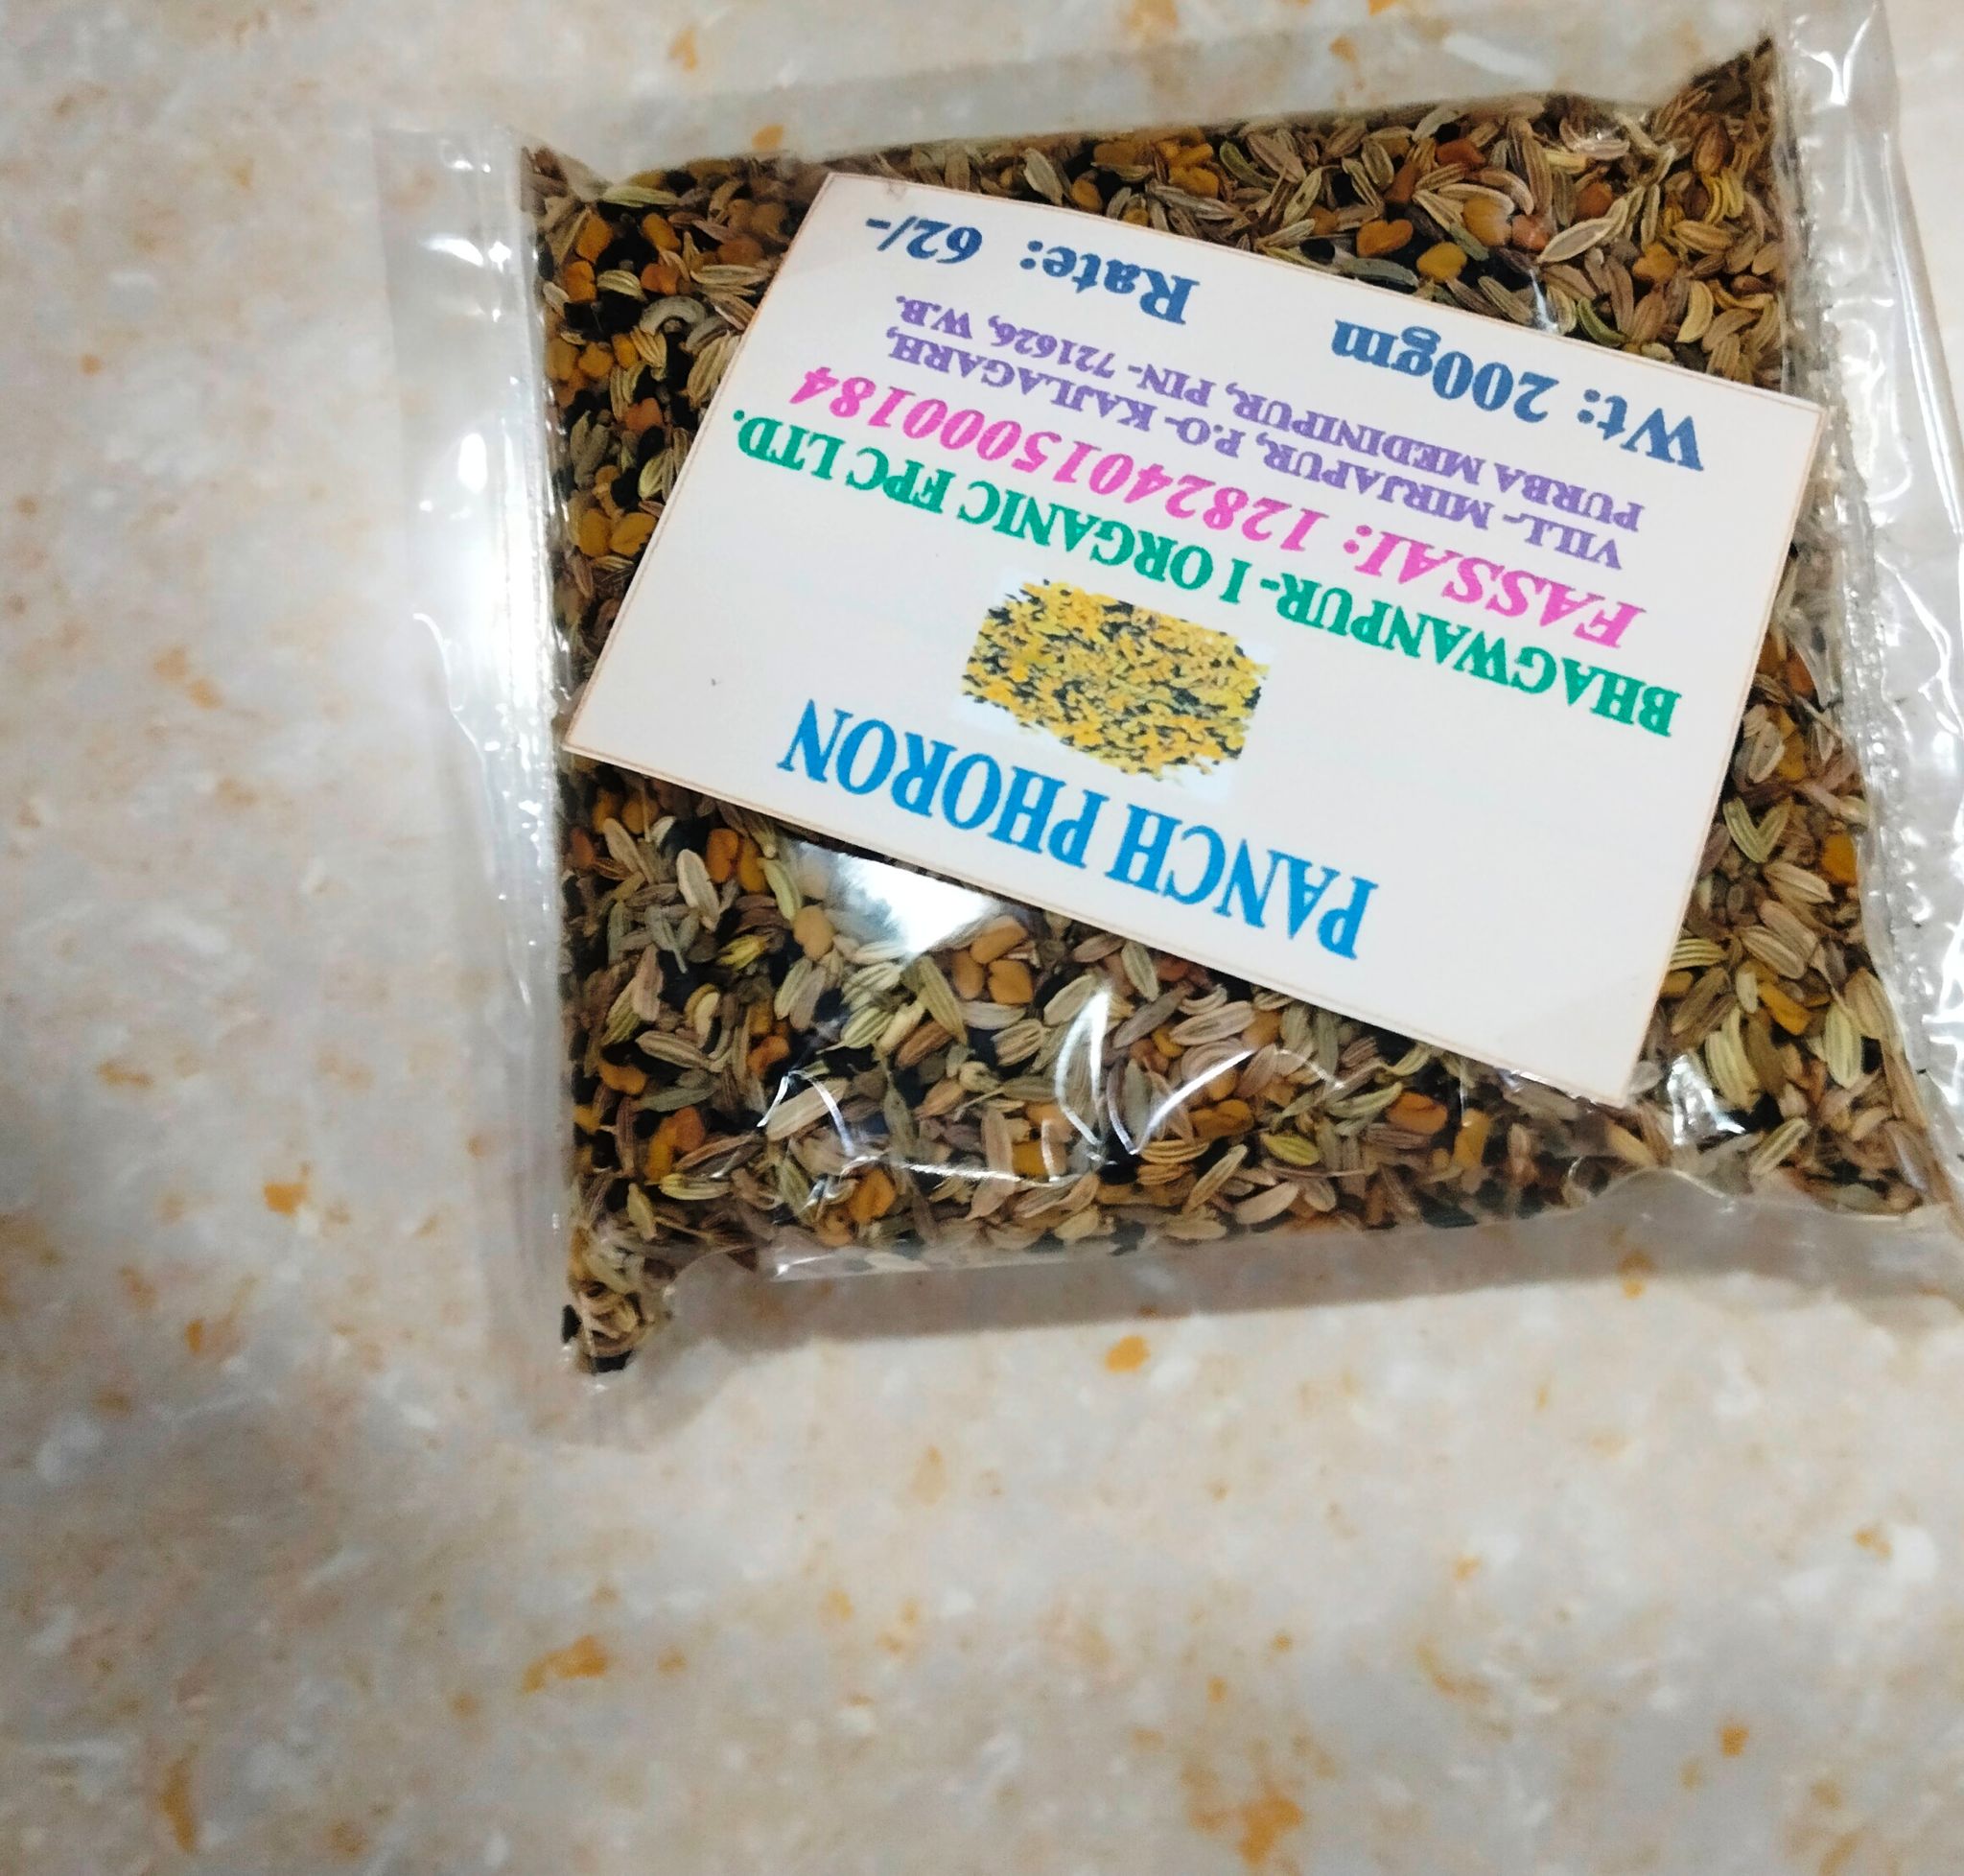 PANCH PHORON
BHAGWANPUR- I ORGANIC FPC LTD.
FASSAI: 12824015000184
VILL- MIRJAPUR, P.O- KAJLAGARH,
PURBA MEDINIPUR, PIN- 721626, W.B.
Wt: 200gm Rate: 62/-